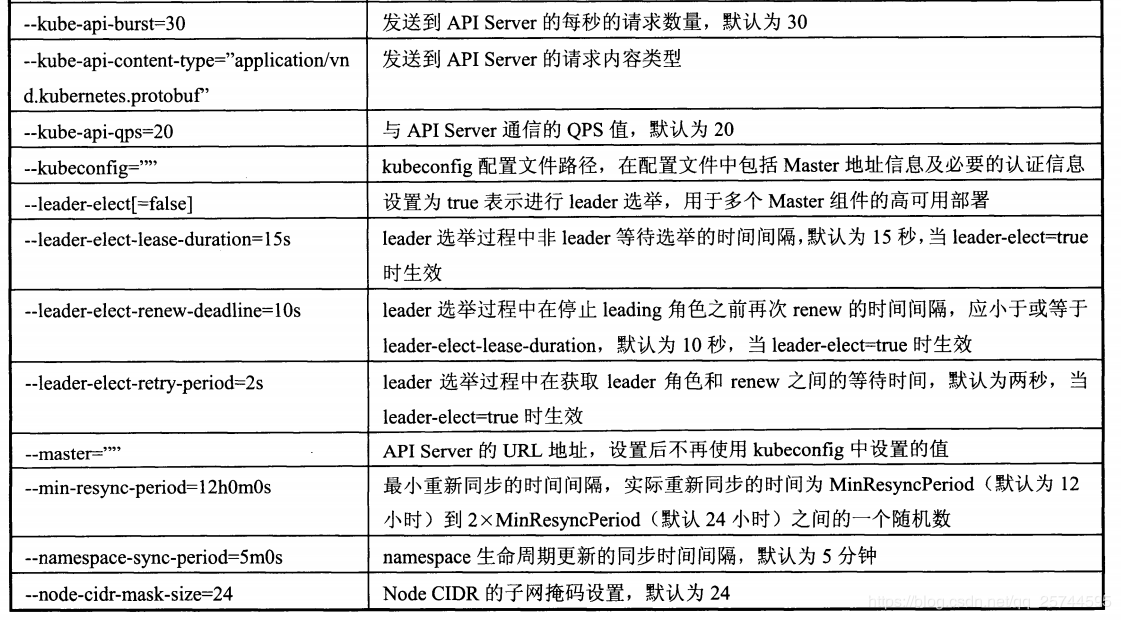 --kube-api-burst=30
发送到 API Server 的每秒的请求数量，默认为 30
--kube-api-content-type=”application/vn
d.kubernetes.protobuf”
发送到 API Server 的请求内容类型
--kube-api-qps=20
与 API Server 通信的 QPS 值，默认为 20
--kubeconfig=””
kubeconfig 配置文件路径，在配置文件中包括 Master 地址信息及必要的认证信息
--leader-elect[=false]
设置为 true 表示进行 leader 选举，用于多个 Master 组件的高可用部署
--leader-elect-lease-duration=15s
leader 选举过程中非 leader 等待选举的时间间隔，默认为 15 秒，当 leader-elect=true
时生效
--leader-elect-renew-deadline=10s
leader 选举过程中在停止 leading 角色之前再次 renew 的时间间隔，应小于或等于
leader-elect-lease-duration，默认为 10 秒，当 leader-elect=true 时生效
--leader-elect-retry-period=2s
leader 选举过程中在获取 leader 角色和 renew 之间的等待时间，默认为两秒，当
leader-elect=true 时生效
--master=””
API Server 的 URL 地址，设置后不再使用 kubeconfig 中设置的值
--min-resync-period=12h0m0s
最小重新同步的时间间隔，实际重新同步的时间为 MinResyncPeriod（默认为 12
小时）到 2×MinResyncPeriod（默认 24 小时）之间的一个随机数
--namespace-sync-period=5m0s
namespace 生命周期更新的同步时间间隔，默认为 5 分钟
--node-cidr-mask-size=24
Node CIDR 的子网掩码设置，默认为 24
https://blog.csdn.net/qq_25744595